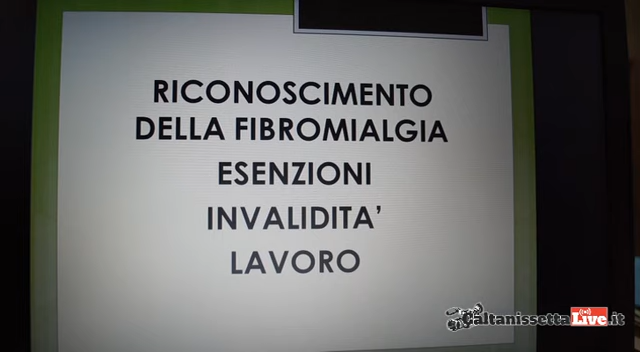 RICONOSCIMENTO
DELLA FIBROMIALGIA
ESENZIONI
INVALIDITA'
LAVORO
CaltanissettaLive.it